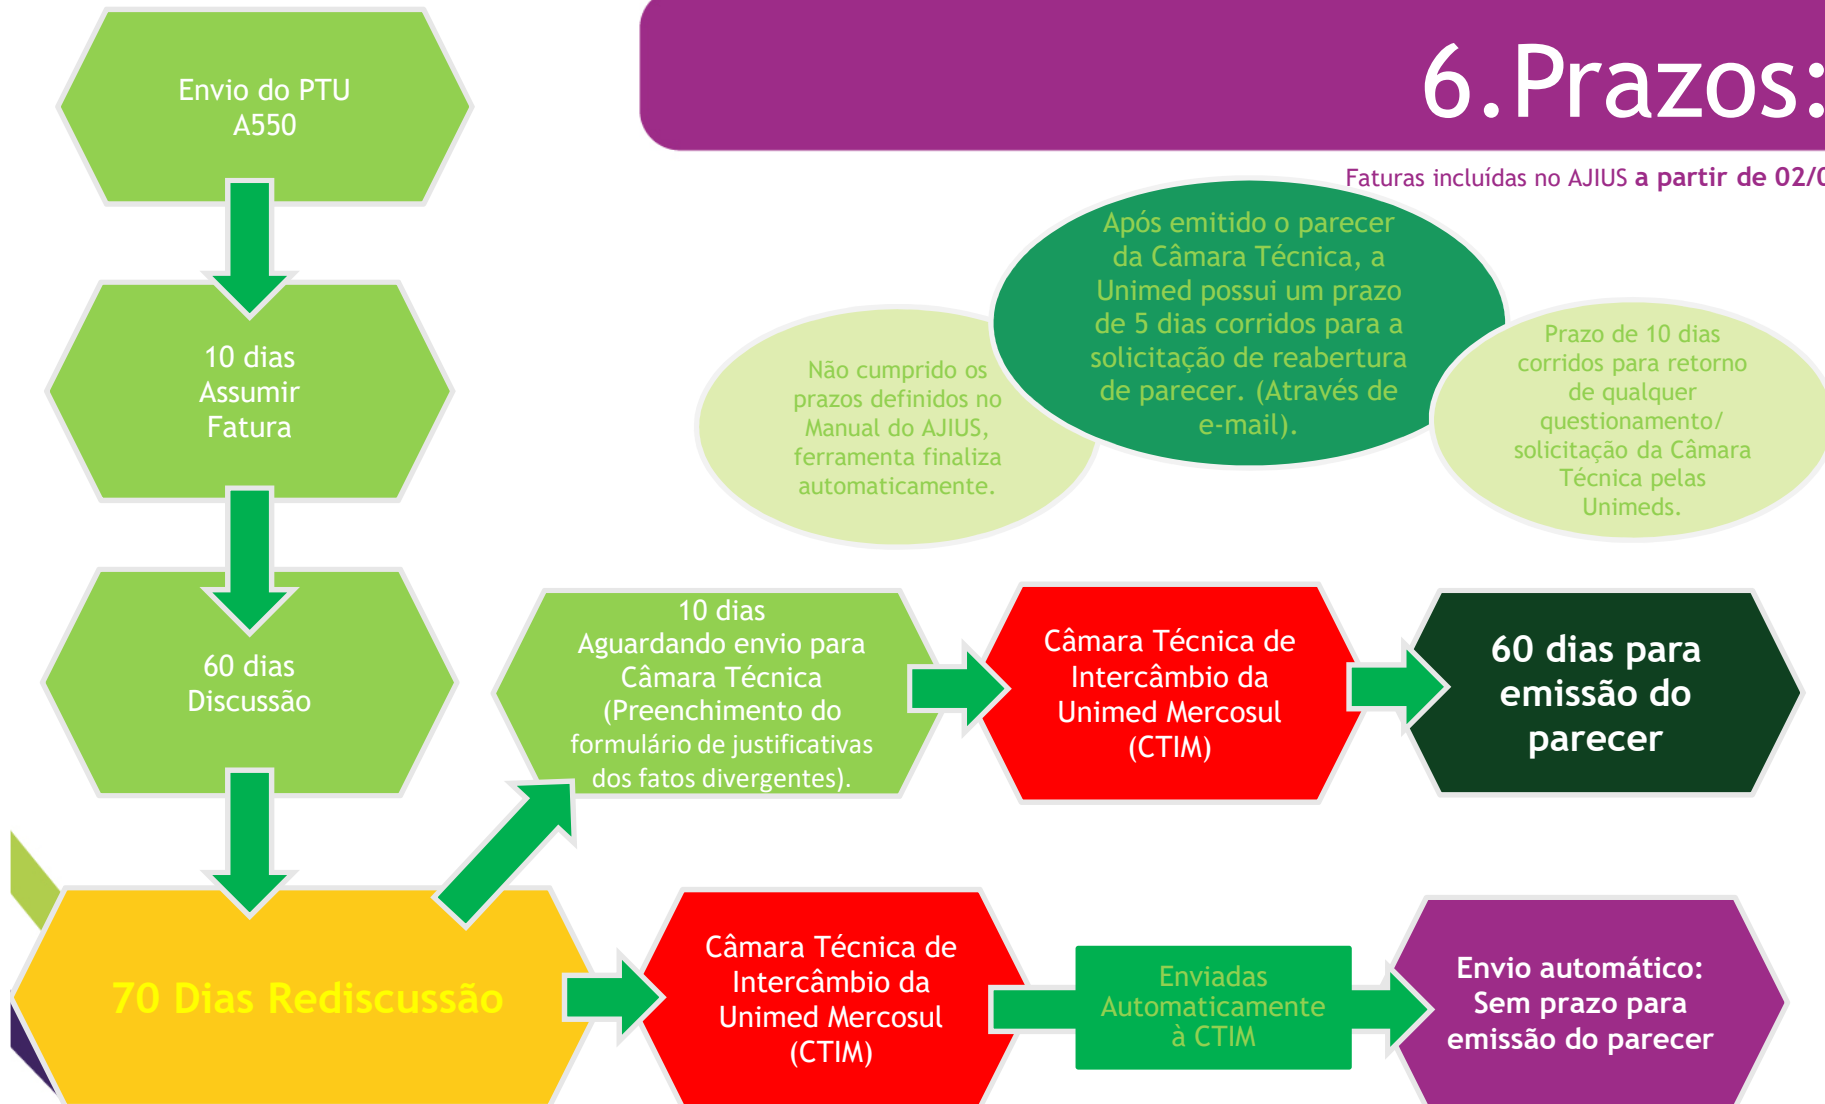 6.Prazos:
Faturas incluídas no AJIUS a partir de 02/0
Envio do PTU
A550
10 dias
Assumir
Fatura
60 dias
Discussão
70 Dias Rediscussão
Não cumprido os
prazos definidos no
Manual do AJIUS,
ferramenta finaliza
automaticamente.
Após emitido o parecer
da Câmara Técnica, a
Unimed possui um prazo
de 5 dias corridos para a
solicitação de reabertura
de parecer. (Através de
e-mail).
Prazo de 10 dias
corridos para retorno
de qualquer
questionamento/
solicitação da Câmara
Técnica pelas
Unimeds.
10 dias
Aguardando envio para
Câmara Técnica
(Preenchimento do
formulário de justificativas
dos fatos divergentes).
Câmara Técnica de
Intercâmbio da
Unimed Mercosul
(CTIM)
60 dias para
emissão do
parecer
Câmara Técnica de
Intercâmbio da
Unimed Mercosul
(CTIM)
Enviadas
Automaticamente
à CTIM
Envio automático:
Sem prazo para
emissão do parecer